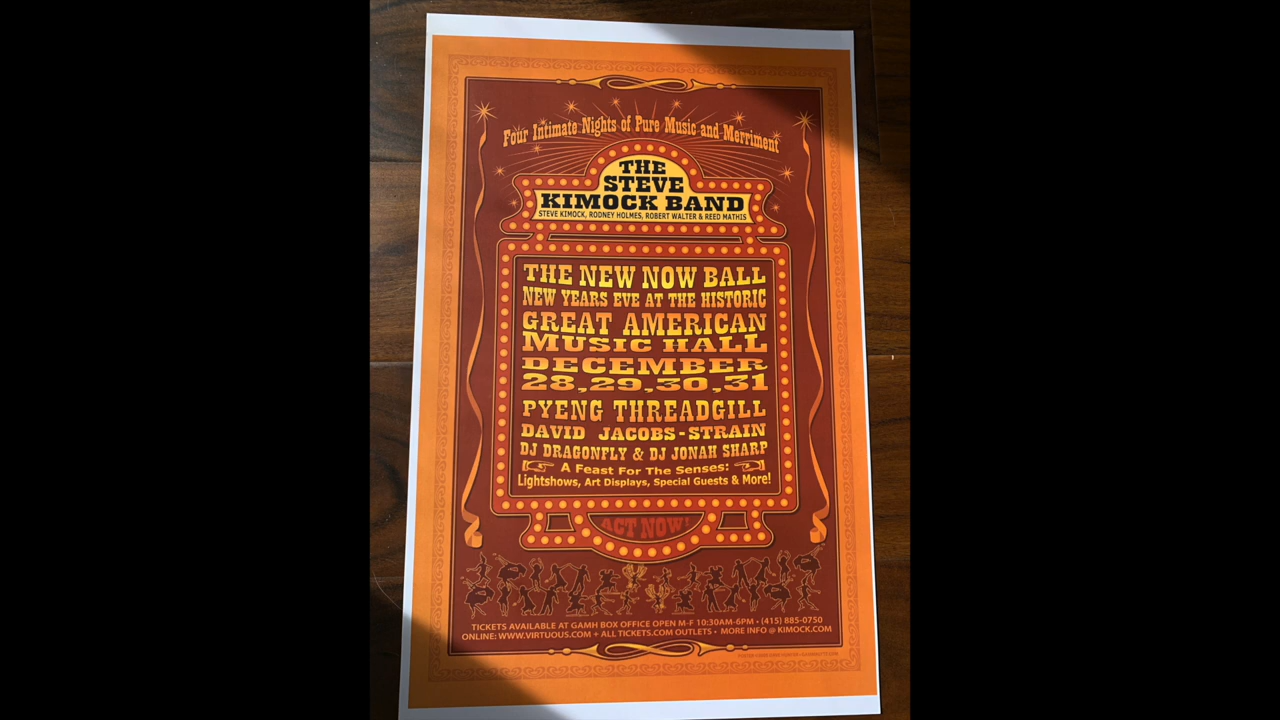 Four Intimate Nights of Pure Music and Merriment
THE
STEVE
KIMOCK BAND
STEVE KIMOCK, RODNEY HOLMES, ROBERT WALTER & REED MATHIS
THE NEW NOW BALL
NEW YEARS EVE AT THE HISTORIC
GREAT AMERICAN
MUSIC HALL
DECEMBER
28,29,30,31
PYENG THREADGILL
DAVID JACOBS-STRAIN
DJ DRAGONFLY & DJ JONAH SHARP
A Feast For The Senses:
Lightshows, Art Displays, Special Guests & More!
ACT NOW!
TICKETS AVAILABLE AT GAMH BOX OFFICE OPEN M-F 10:30AM-6PM • (415) 885-0750
ONLINE: WWW.VIRTUOUS.COM + ALL TICKETS.COM OUTLETS • MORE INFO @ KIMOCK.COM